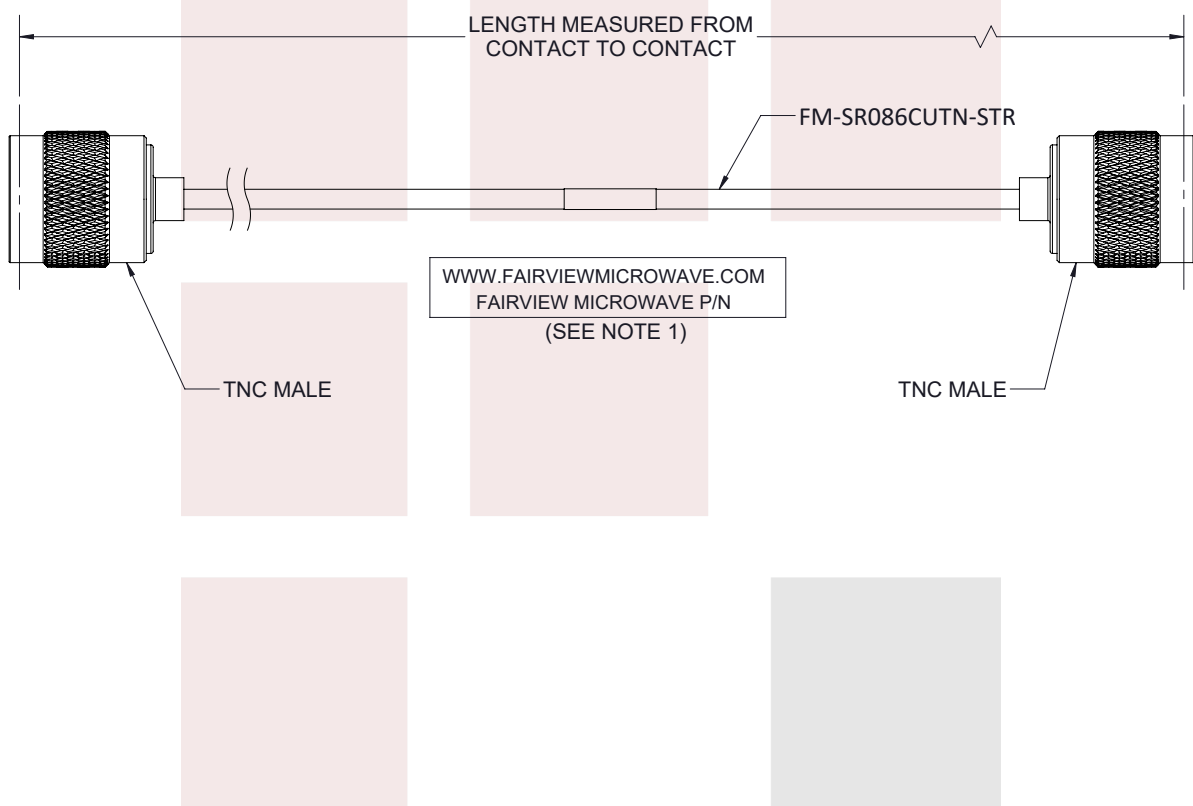 LENGTH MEASURED FROM
CONTACT TO CONTACT
FM-SR086CUTN-STR
WWW.FAIRVIEWMICROWAVE.COM
FAIRVIEW MICROWAVE P/N
(SEE NOTE 1)
TNC MALE
TNC MALE